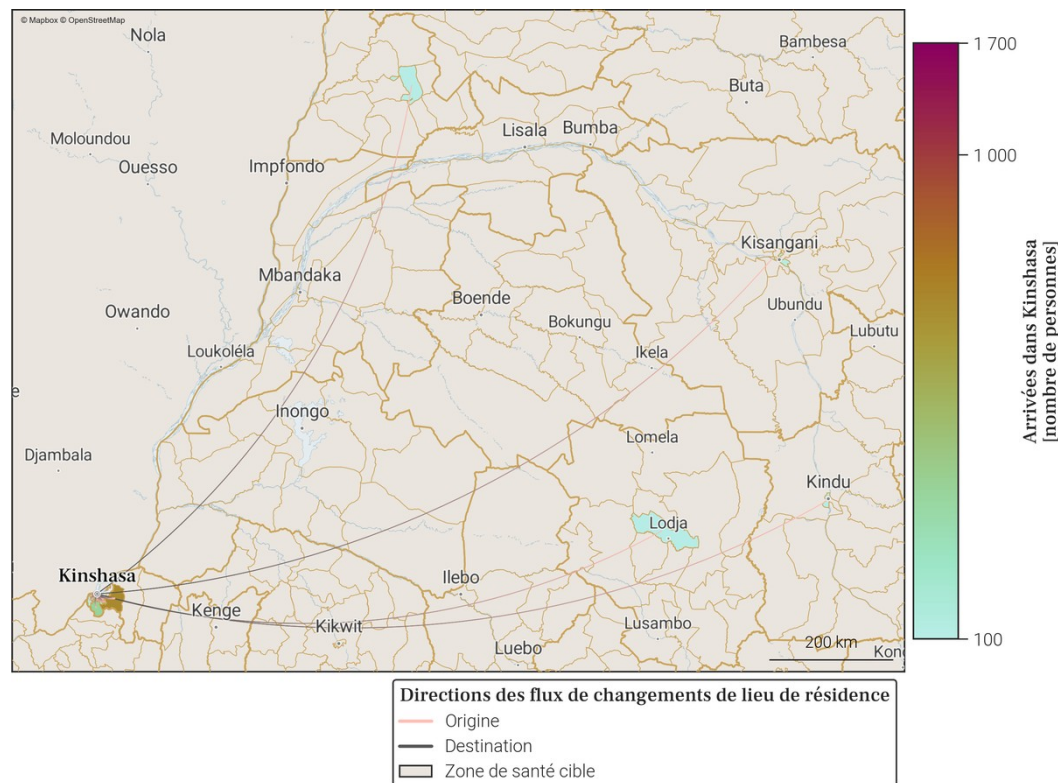 © Mapbox © OpenStreetMap
Nola
Bambesa
Buta
Moloundou
Lisala
Bumba
Ouesso
Impfondo
Kisangani
Mbandaka
Boende
Ubundu
Owando
Bokungu
Lubutu
Loukoléla
Ikela
e
Inongo
Lomela
Djambala
Kindu
Lodja
Kinshasa
Ilebo
Kenge
Kikwit
Lusambo
Luebo
200 km
Kong
1 700
1 000
100
Arrivées dans Kinshasa
[nombre de personnes]
Directions des flux de changements de lieu de résidence
Origine
Destination
Zone de santé cible